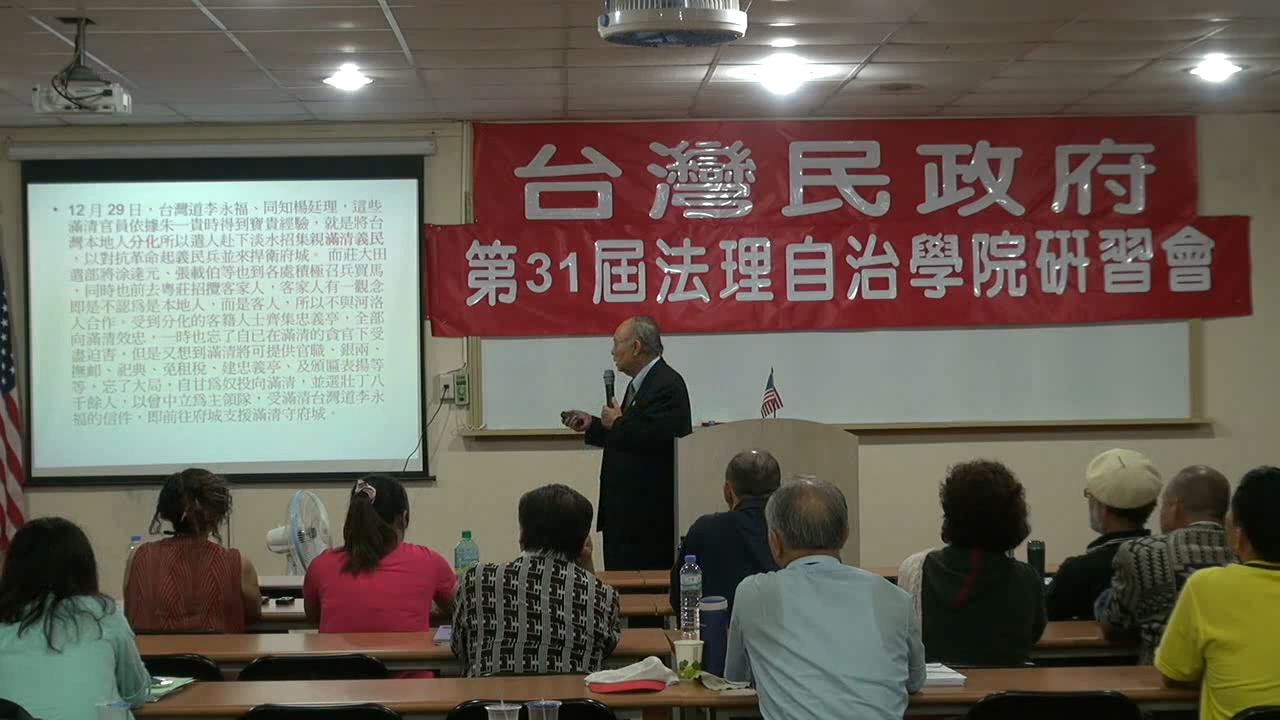 台灣民政府
第31屆法理自治學院研習會
• 12月29日，台灣道李永福、同知楊廷理，這些
滿清官員依據朱一貴時得到寶貴經驗，就是將台
灣本地人分化所以遣人赴下淡水招集親滿清義民
，以對抗革命起義民兵並來捍衛府城。 而莊大田
遣部將涂達元、張載伯等也到各處積極召兵買馬
，同時也前去粵莊招攬客家人，客家人有一觀念
即是不認為是本地人，而是客人，所以不與河洛
人合作。受到分化的客籍人士齊集忠義亭，全部
向滿清效忠，一時也忘了自己在滿清的貪官下受
盡迫害，但是又想到滿清將可提供官職、銀兩、
撫卹、祀典、免租稅、建忠義亭、及頒匾表揚等
等，忘了大局，自甘為奴投向滿清，並選壯丁八
千餘人，以曾中立為主領隊，受滿清台灣道李永
福的信件，即前往府城支援滿清守府城。